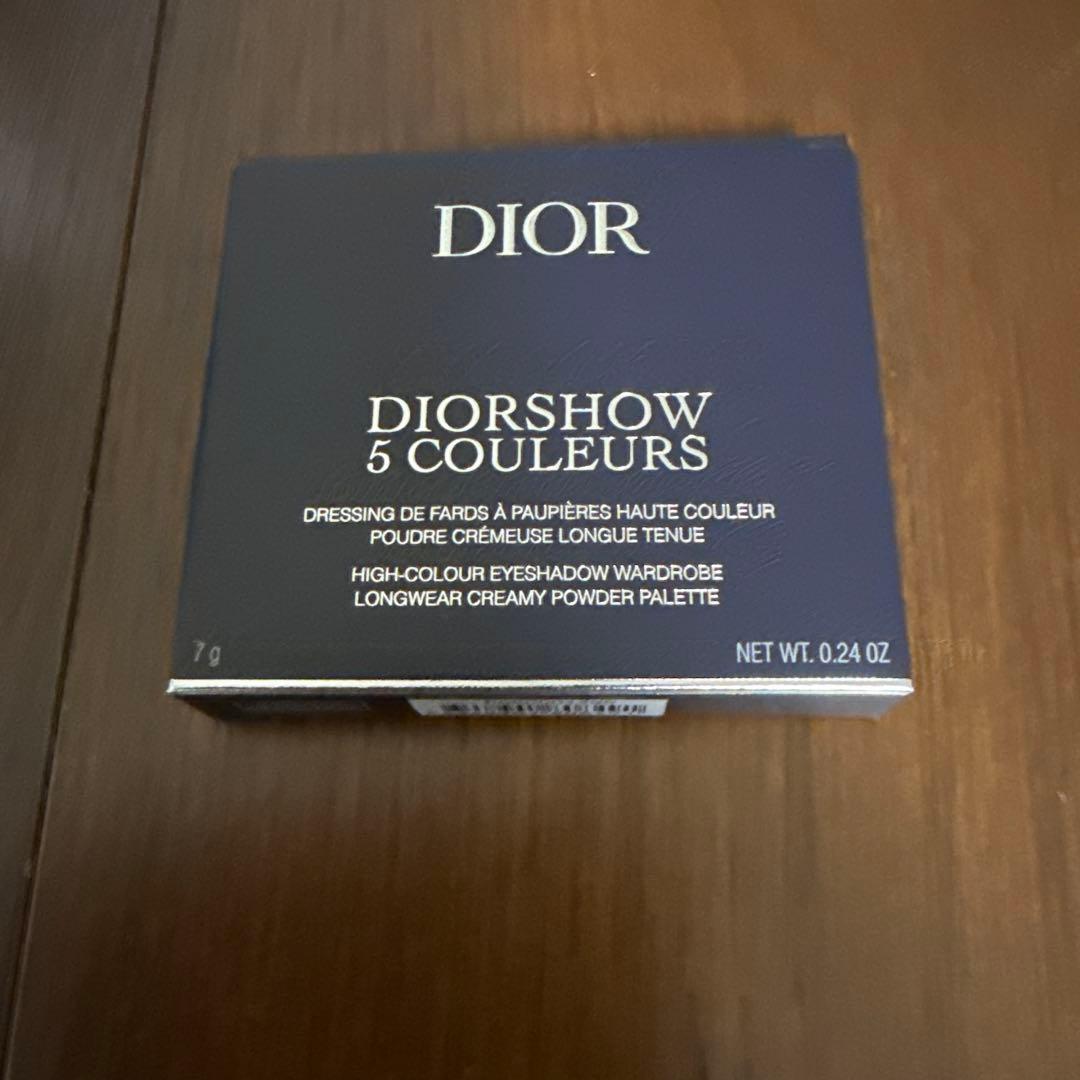 DIOR
DIORSHOW
5 COULEURS
DRESSING DE FARDS À PAUPIÈRES HAUTE COULEUR
POUDRE CRÉMEUSE LONGUE TENUE
HIGH-COLOUR EYESHADOW WARDROBE
LONGWEAR CREAMY POWDER PALETTE
7 g
NET WT. 0.24 OZ